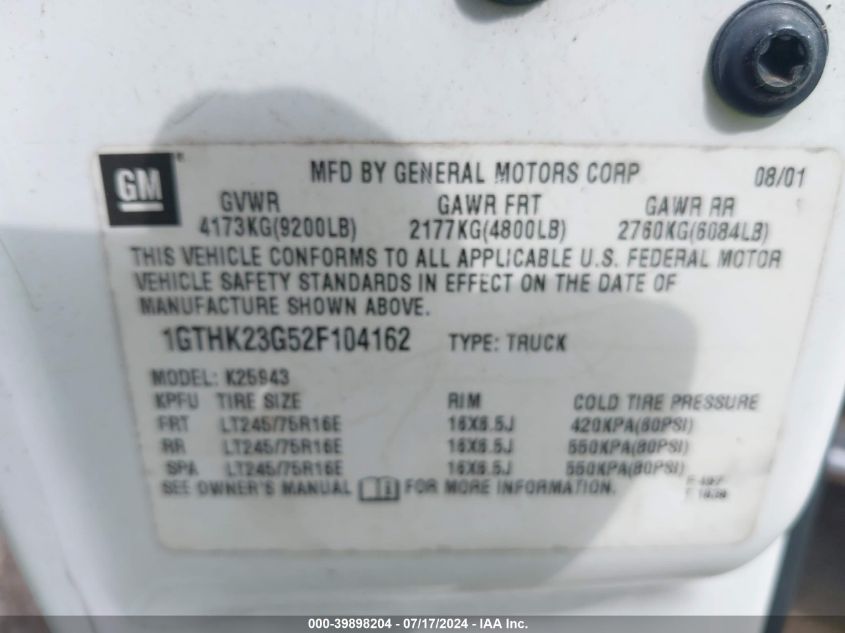 GM
MFD BY GENERAL MOTORS CORP 08/01
GVWR GAWR FRT GAWR RR
4173KG(9200LB) 2177KG(4800LB) 2760KG(6084LB)
THIS VEHICLE CONFORMS TO ALL APPLICABLE U.S. FEDERAL MOTOR
VEHICLE SAFETY STANDARDS IN EFFECT ON THE DATE OF
MANUFACTURE SHOWN ABOVE.
1GTHK23G52F104162 TYPE: TRUCK
MODEL: K25943
KPFU TIRE SIZE RIM COLD TIRE PRESSURE
FRT LT245/75R16E 16X6.5J
RR LT245/75R16E 16X6.5J 550KPA(80PSI)
SPA LT245/75R16E 16X6.5J 550KPA(80PSI)
SEE OWNER'S MANUAL FOR MORE INFORMATION.
000-39898204 - 07/17/2024 - IAA Inc.